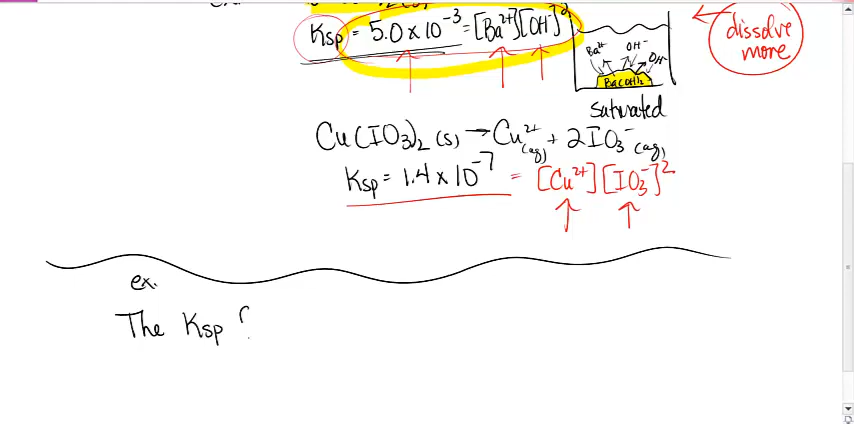 Ksp = 5.0 x 10⁻³ = [Ba²⁺][OH⁻]²
dissolve
more
Ba²⁺ OH⁻ OH⁻
Ba(OH)₂
saturated
Cu(IO₃)₂ (s) → Cu²⁺(aq) + 2IO₃⁻(aq)
Ksp = 1.4 x 10⁻⁷ = [Cu²⁺][IO₃⁻]²
ex.
The Ksp